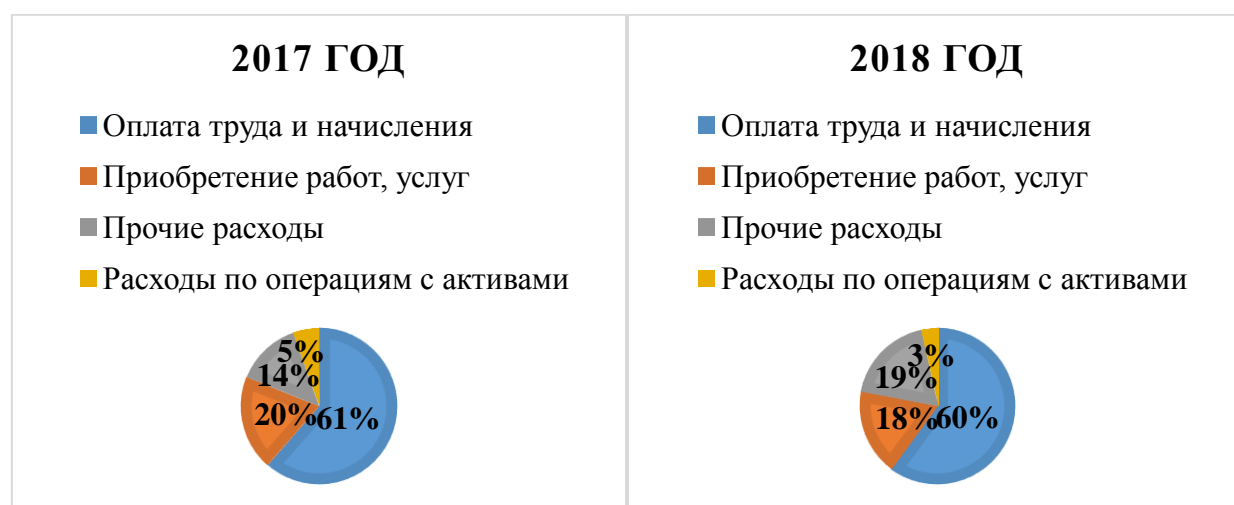 2017 ГОД
Оплата труда и начисления
Приобретение работ, услуг
Прочие расходы
Расходы по операциям с активами
5%
14%
20%
61%
2018 ГОД
Оплата труда и начисления
Приобретение работ, услуг
Прочие расходы
Расходы по операциям с активами
3%
19%
18%
60%